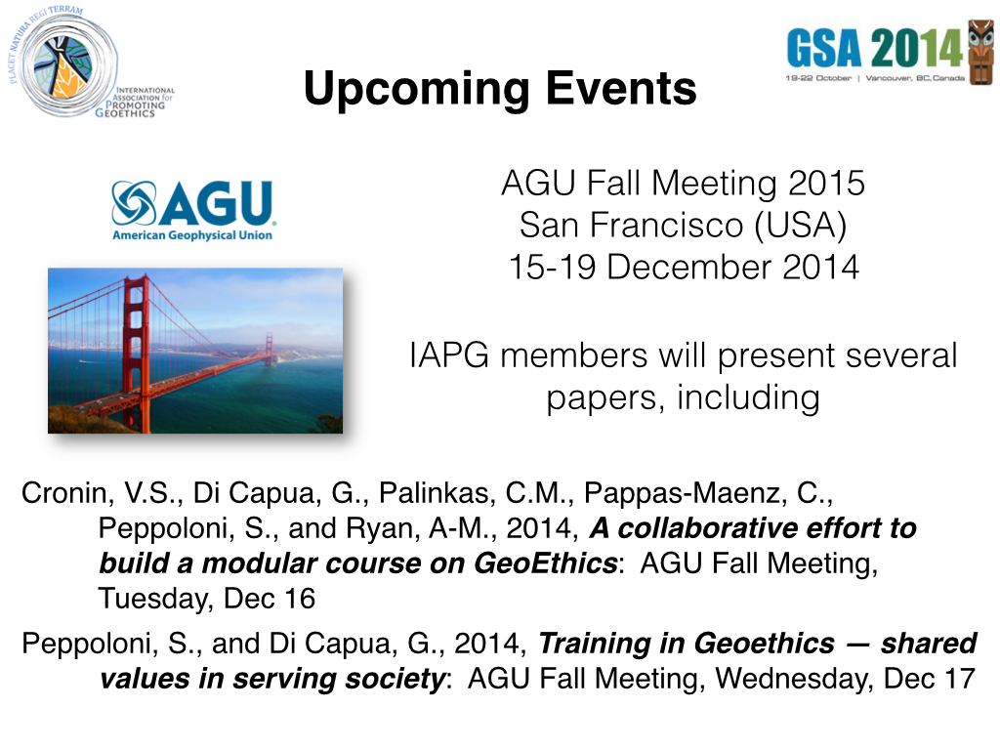 PLACET NATURA REGI TERRAM
INTERNATIONAL
ASSOCIATION for
PROMOTING
GEOETHICS
GSA 2014
19-22 October | Vancouver, BC, Canada
Upcoming Events
AGU®
American Geophysical Union
AGU Fall Meeting 2015
San Francisco (USA)
15-19 December 2014
IAPG members will present several
papers, including
Cronin, V.S., Di Capua, G., Palinkas, C.M., Pappas-Maenz, C.,
Peppoloni, S., and Ryan, A-M., 2014, A collaborative effort to
build a modular course on GeoEthics:  AGU Fall Meeting,
Tuesday, Dec 16
Peppoloni, S., and Di Capua, G., 2014, Training in Geoethics — shared
values in serving society:  AGU Fall Meeting, Wednesday, Dec 17